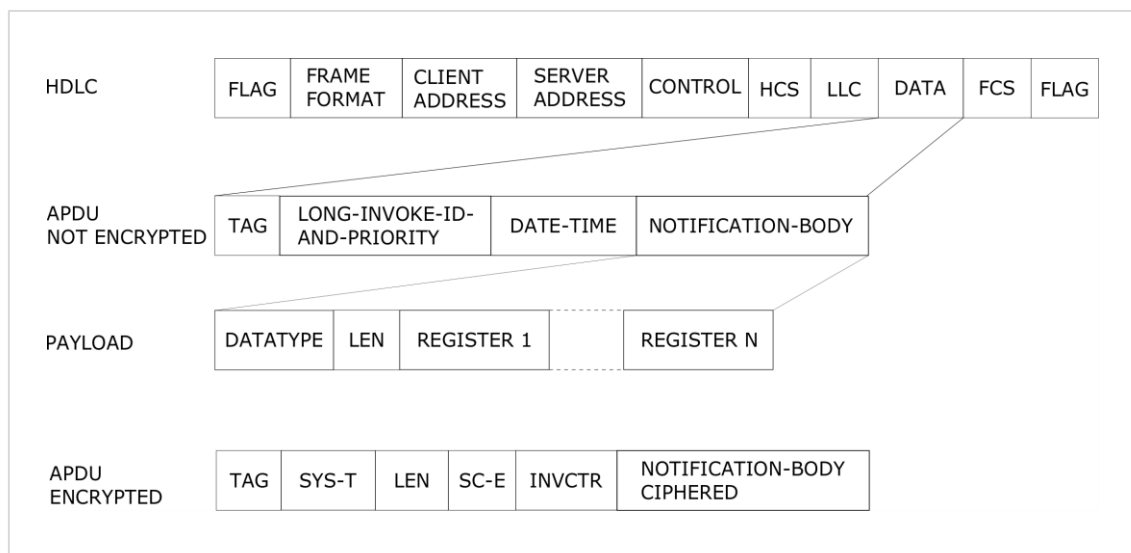 HDLC
FLAG
FRAME
FORMAT
CLIENT
ADDRESS
SERVER
ADDRESS
CONTROL
HCS
LLC
DATA
FCS
FLAG
APDU
NOT ENCRYPTED
TAG
LONG-INVOKE-ID-
AND-PRIORITY
DATE-TIME
NOTIFICATION-BODY
PAYLOAD
DATATYPE
LEN
REGISTER 1
REGISTER N
APDU
ENCRYPTED
TAG
SYS-T
LEN
SC-E
INVCTR
NOTIFICATION-BODY
CIPHERED